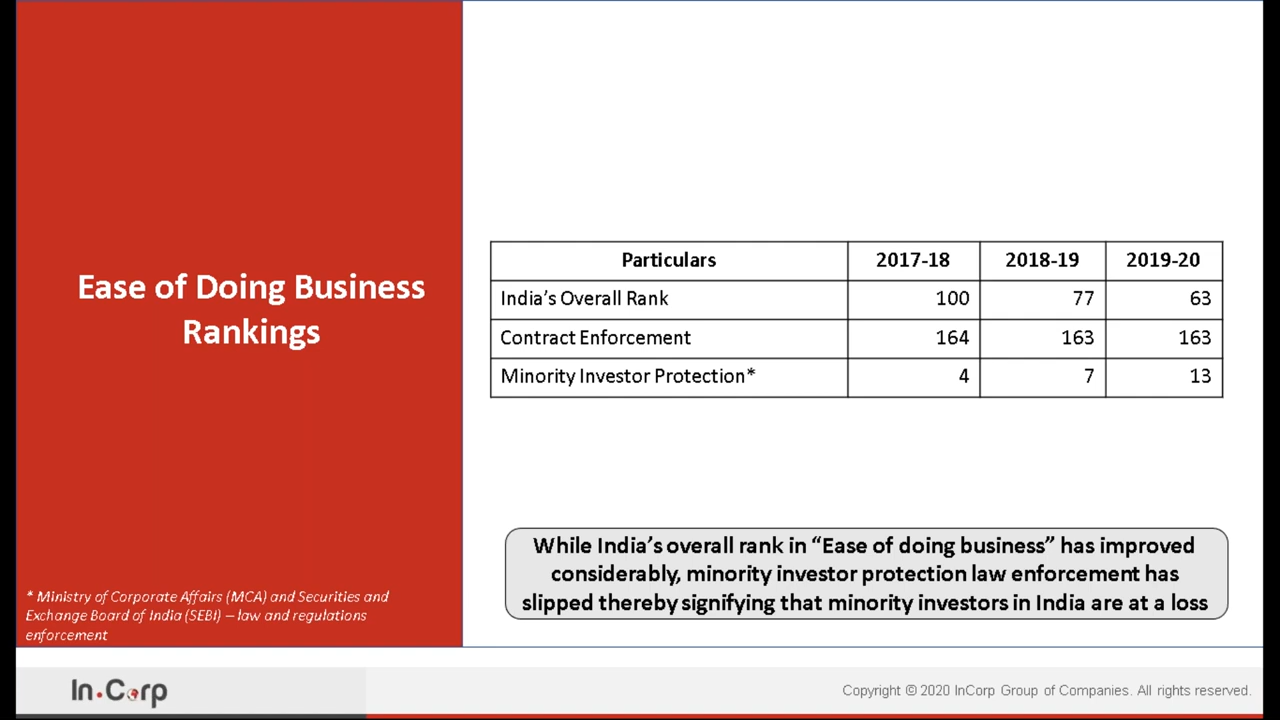 Ease of Doing Business
Rankings
* Ministry of Corporate Affairs (MCA) and Securities and
Exchange Board of India (SEBI) – law and regulations
enforcement
Particulars 2017-18 2018-19 2019-20
India's Overall Rank 100 77 63
Contract Enforcement 164 163 163
Minority Investor Protection* 4 7 13
While India's overall rank in “Ease of doing business” has improved
considerably, minority investor protection law enforcement has
slipped thereby signifying that minority investors in India are at a loss
In.Corp
Copyright © 2020 InCorp Group of Companies. All rights reserved.